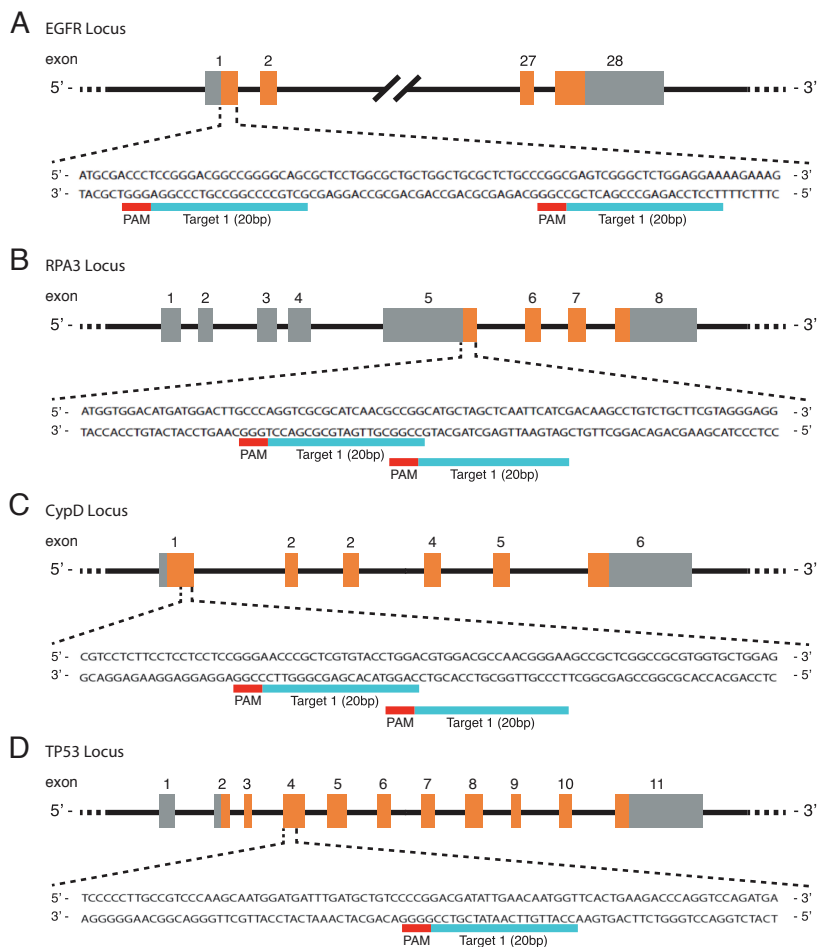 A EGFR Locus
exon 1 2 27 28
5’ - - 3’
5’ - ATGCGACCCTCCGGGACGGCCGGGGCAGCGCTCCTGGCGCTGCTGGCTGCGCTCTGCCCGGCGAGTCGGGCTCTGGAGGAAAAGAAAG - 3’
3’ - TACGCTGGGAGGCCCTGCCGGCCCCGTCGCGAGGACCGCGACGACCGACGCGAGACGGGCCGCTCAGCCCGAGACCTCCTTTTCTTTC - 5’
PAM Target 1 (20bp) PAM Target 1 (20bp)
B RPA3 Locus
exon 1 2 3 4 5 6 7 8
5’ - - 3’
5’ - ATGGTGGACATGATGGACTTGCCCAGGTCGCGCATCAACGCCGGCATGCTAGCTCAATTCATCGACAAGCCTGTCTGCTTCGTAGGGAGG - 3’
3’ - TACCACCTGTACTACCTGAACGGGTCCAGCGCGTAGTTGCGGCCGTACGATCGAGTTAAGTAGCTGTTCGGACAGACGAAGCATCCCTCC - 5’
PAM Target 1 (20bp)
PAM Target 1 (20bp)
C CypD Locus
exon 1 2 2 4 5 6
5’ - - 3’
5’ - CGTCCTCTTCCTCCTCCTCCGGGAACCCGCTCGTGTACCTGGACGTGGACGCCAACGGGAAGCCGCTCGGCCGCGTGGTGCTGGAG - 3’
3’ - GCAGGAGAAGGAGGAGGAGGCCCTTGGGCGAGCACATGGACCTGCACCTGCGGTTGCCCTTCGGCGAGCCGGCGCACCACGACCTC - 5’
PAM Target 1 (20bp)
PAM Target 1 (20bp)
D TP53 Locus
exon 1 2 3 4 5 6 7 8 9 10 11
5’ - - 3’
5’ - TCCCCCTTGCCGTCCCAAGCAATGGATGATTTGATGCTGTCCCCGGACGATATTGAACAATGGTTCACTGAAGACCCAGGTCCAGATGA - 3’
3’ - AGGGGGAACGGCAGGGTTCGTTACCTACTAAACTACGACAGGGGCCTGCTATAACTTGTTACCAAGTGACTTCTGGGTCCAGGTCTACT - 5’
PAM Target 1 (20bp)